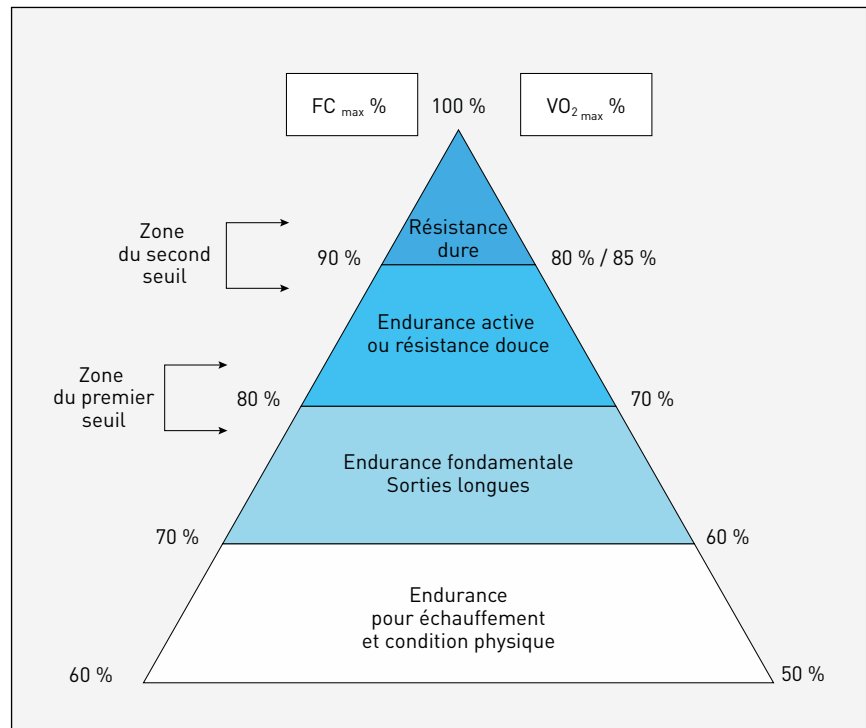 FC max %
100 %
VO2 max %
Résistance
dure
Zone
du second
seuil
90 %
80 % / 85 %
Endurance active
ou résistance douce
Zone
du premier
seuil
80 %
70 %
Endurance fondamentale
Sorties longues
70 %
60 %
Endurance
pour échauffement
et condition physique
60 %
50 %